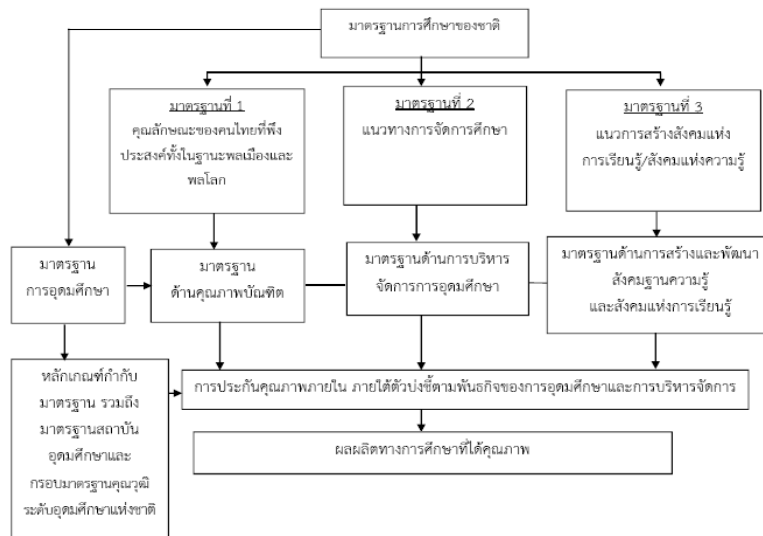 มาตรฐานการศึกษาของชาติ
มาตรฐานที่ 1
คุณลักษณะของคนไทยที่พึง
ประสงค์ทั้งในฐานะพลเมืองและ
พลโลก
มาตรฐานที่ 2
แนวทางการจัดการศึกษา
มาตรฐานที่ 3
แนวการสร้างสังคมแห่ง
การเรียนรู้/สังคมแห่งความรู้
มาตรฐาน
การอุดมศึกษา
มาตรฐาน
ด้านคุณภาพบัณฑิต
มาตรฐานด้านการบริหาร
จัดการการอุดมศึกษา
มาตรฐานด้านการสร้างและพัฒนา
สังคมฐานความรู้
และสังคมแห่งการเรียนรู้
หลักเกณฑ์กำกับ
มาตรฐาน รวมถึง
มาตรฐานสถาบัน
อุดมศึกษาและ
กรอบมาตรฐานคุณวุฒิ
ระดับอุดมศึกษาแห่งชาติ
การประกันคุณภาพภายใน ภายใต้ตัวบ่งชี้ตามพันธกิจของการอุดมศึกษาและการบริหารจัดการ
ผลผลิตทางการศึกษาที่ได้คุณภาพ